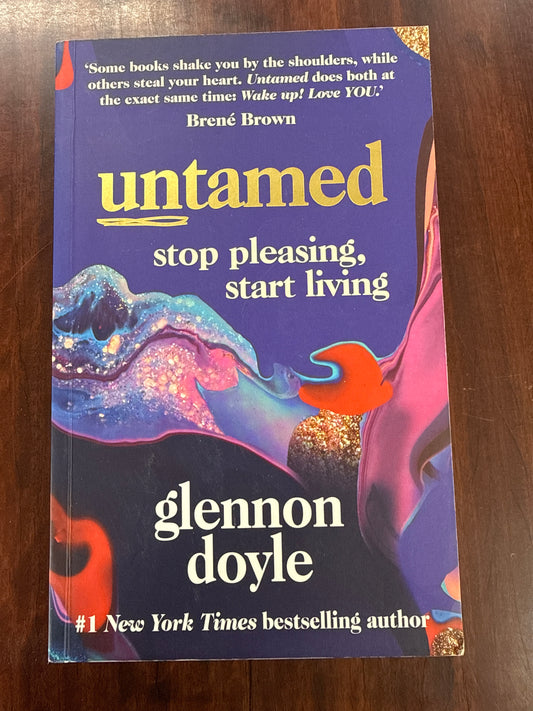 ‘Some books shake you by the shoulders, while
others steal your heart. Untamed does both at
the exact same time: Wake up! Love YOU.’
Brené Brown
untamed
stop pleasing,
start living
glennon
doyle
#1 New York Times bestselling author